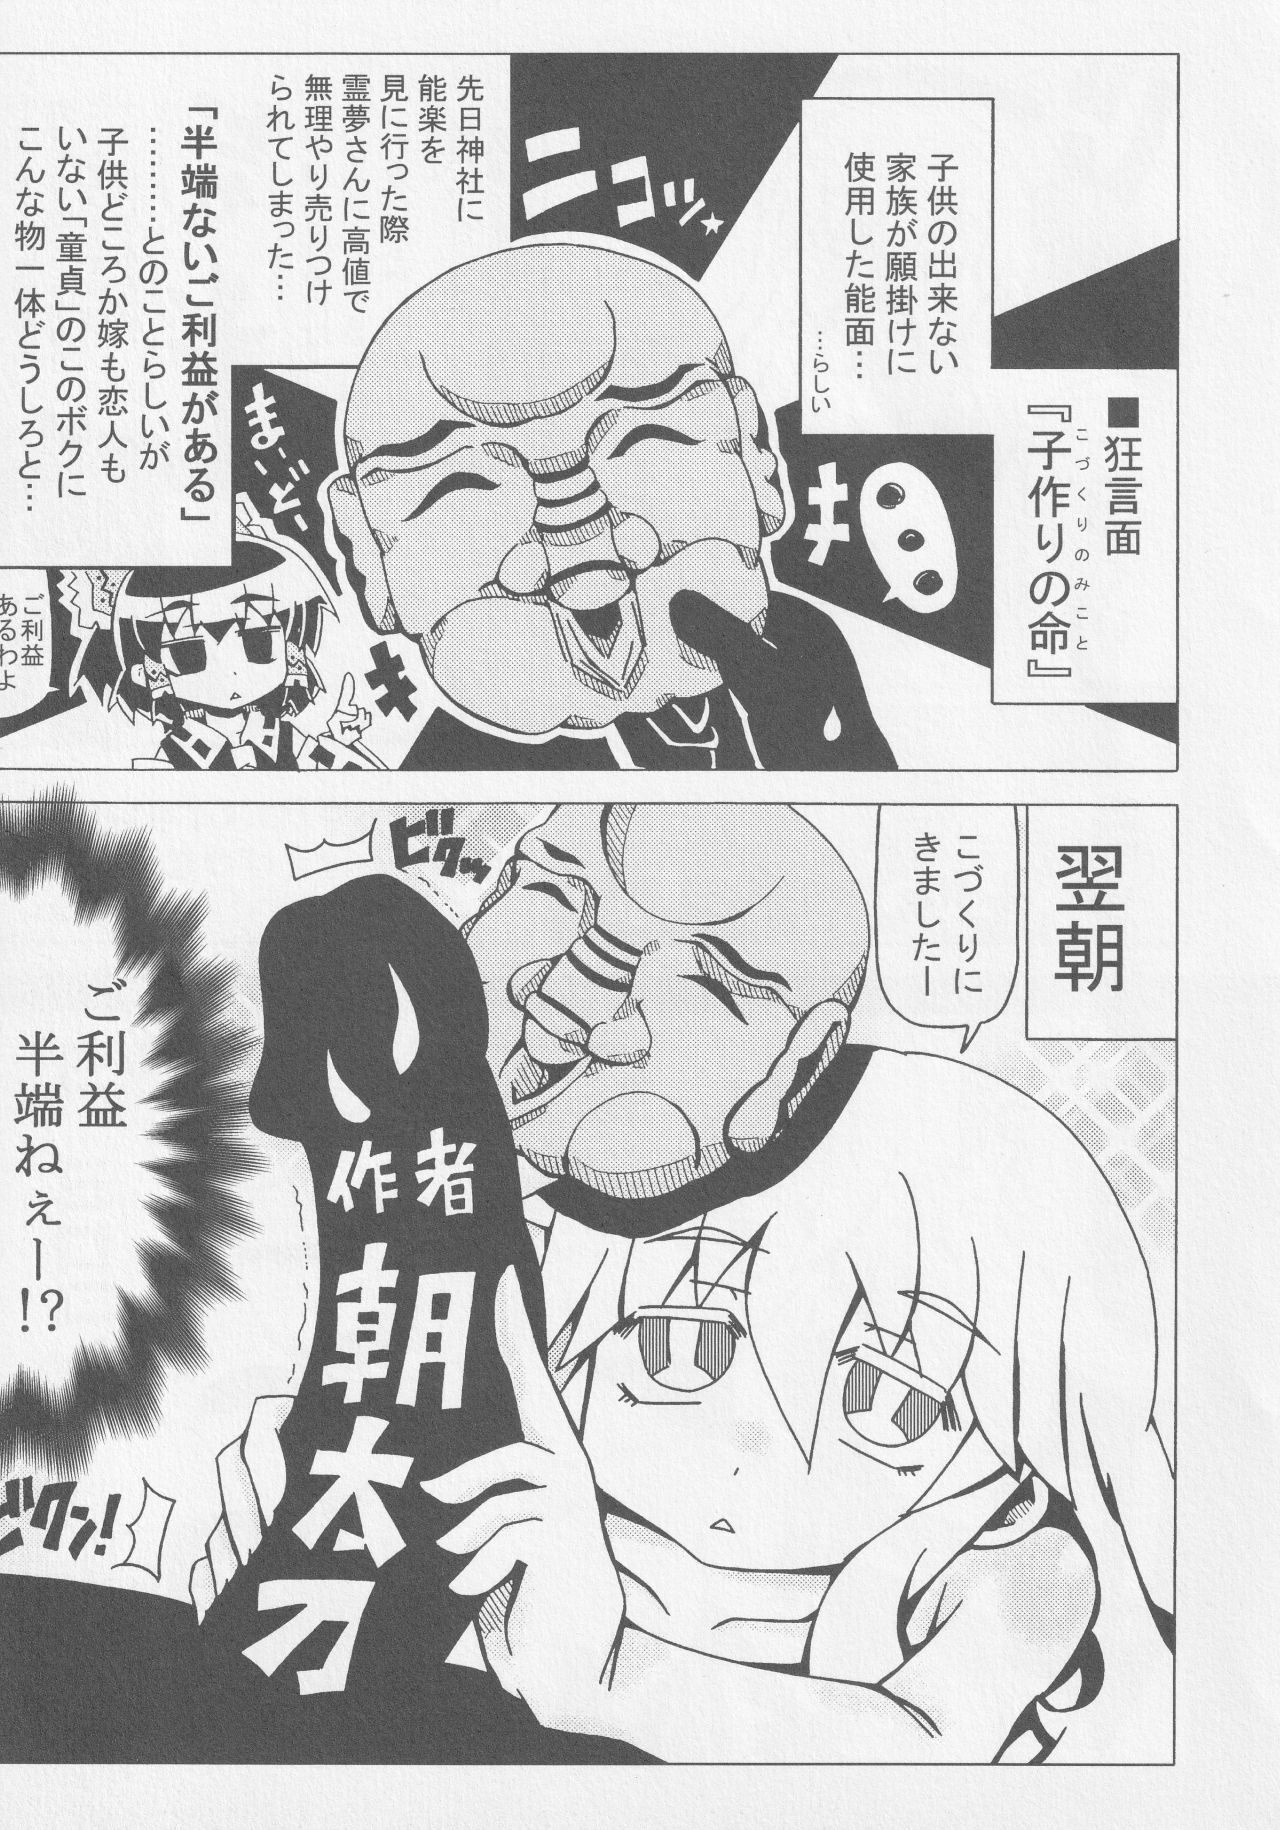 ■狂言面
『子作りの命』
こづくりのみこと
子供の出来ない
家族が願掛けに
使用した能面…
…らしい
ニコッ
先日神社に
能楽を
見に行った際
霊夢さんに高値で
無理やり売りつけ
られてしまった…
「半端ないご利益がある」
………とのことらしいが
子供どころか嫁も恋人も
いない「童貞」のこのボクに
こんな物一体どうしろと…
まいどー
ご利益
あるわよ
翌朝
こづくりに
きましたー
ビクッ
作者
朝木刀
ご利益
半端ねぇー!?
ビクン!